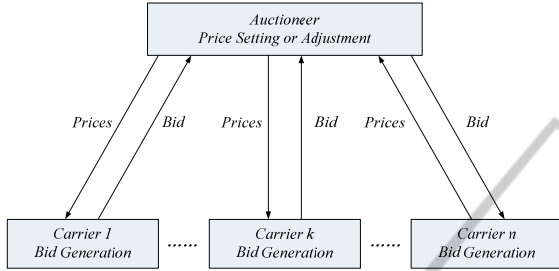 Auctioneer
Price Setting or Adjustment
Prices
Bid
Prices
Bid
Prices
Bid
Carrier 1
Bid Generation
......
Carrier k
Bid Generation
......
Carrier n
Bid Generation